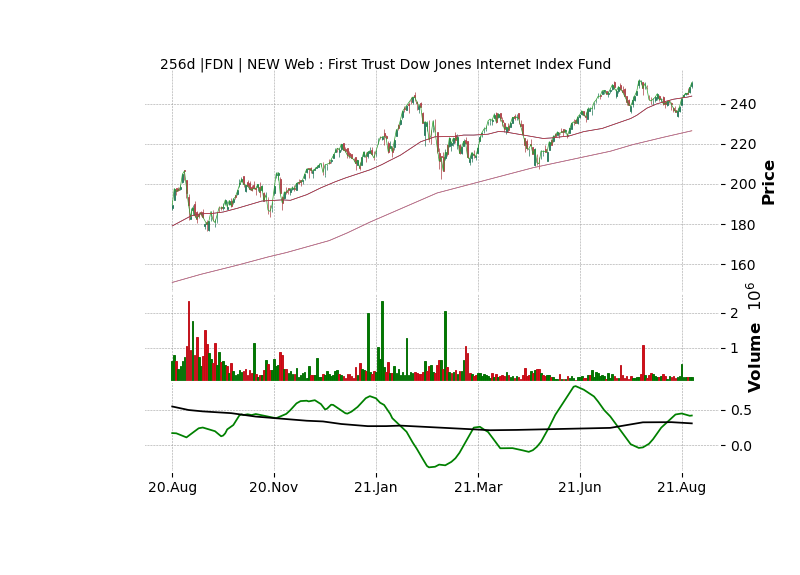 256d |FDN | NEW Web : First Trust Dow Jones Internet Index Fund
240
220
200
180
160
Price
2
1
Volume 10^6
0.5
0.0
20.Aug 20.Nov 21.Jan 21.Mar 21.Jun 21.Aug